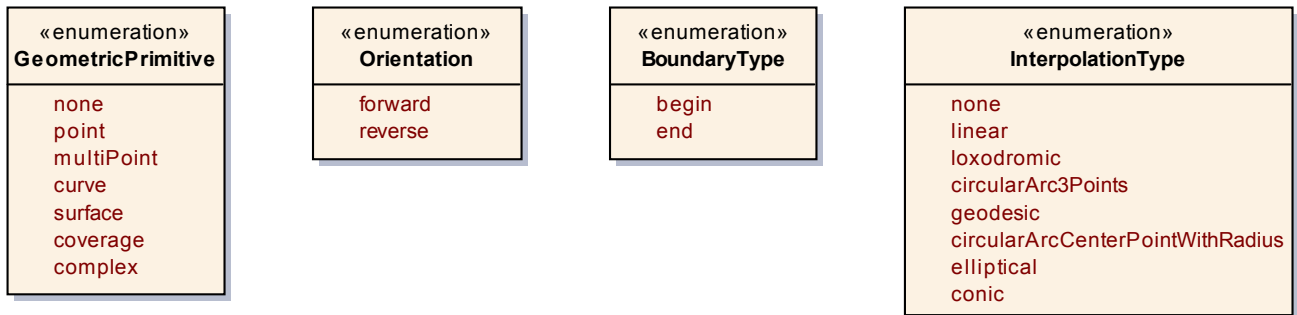 «enumeration»
GeometricPrimitive
none
point
multiPoint
curve
surface
coverage
complex
«enumeration»
Orientation
forward
reverse
«enumeration»
BoundaryType
begin
end
«enumeration»
InterpolationType
none
linear
loxodromic
circularArc3Points
geodesic
circularArcCenterPointWithRadius
elliptical
conic